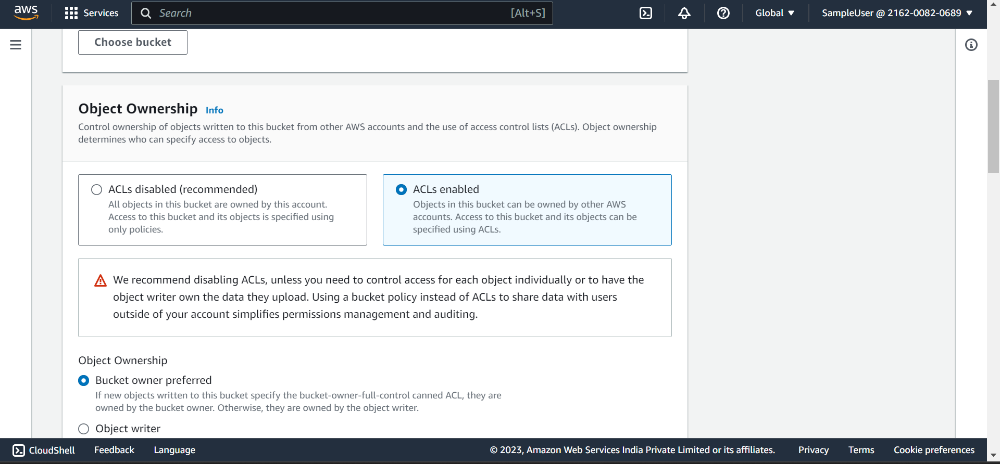 aws
Services
Search
[Alt+S]
Global
SampleUser @ 2162-0082-0689
Choose bucket
Object Ownership Info
Control ownership of objects written to this bucket from other AWS accounts and the use of access control lists (ACLs). Object ownership
determines who can specify access to objects.
ACLs disabled (recommended)
All objects in this bucket are owned by this account.
Access to this bucket and its objects is specified using
only policies.
ACLs enabled
Objects in this bucket can be owned by other AWS
accounts. Access to this bucket and its objects can be
specified using ACLs.
We recommend disabling ACLs, unless you need to control access for each object individually or to have the
object writer own the data they upload. Using a bucket policy instead of ACLs to share data with users
outside of your account simplifies permissions management and auditing.
Object Ownership
Bucket owner preferred
If new objects written to this bucket specify the bucket-owner-full-control canned ACL, they are
owned by the bucket owner. Otherwise, they are owned by the object writer.
Object writer
CloudShell
Feedback
Language
© 2023, Amazon Web Services India Private Limited or its affiliates.
Privacy
Terms
Cookie preferences